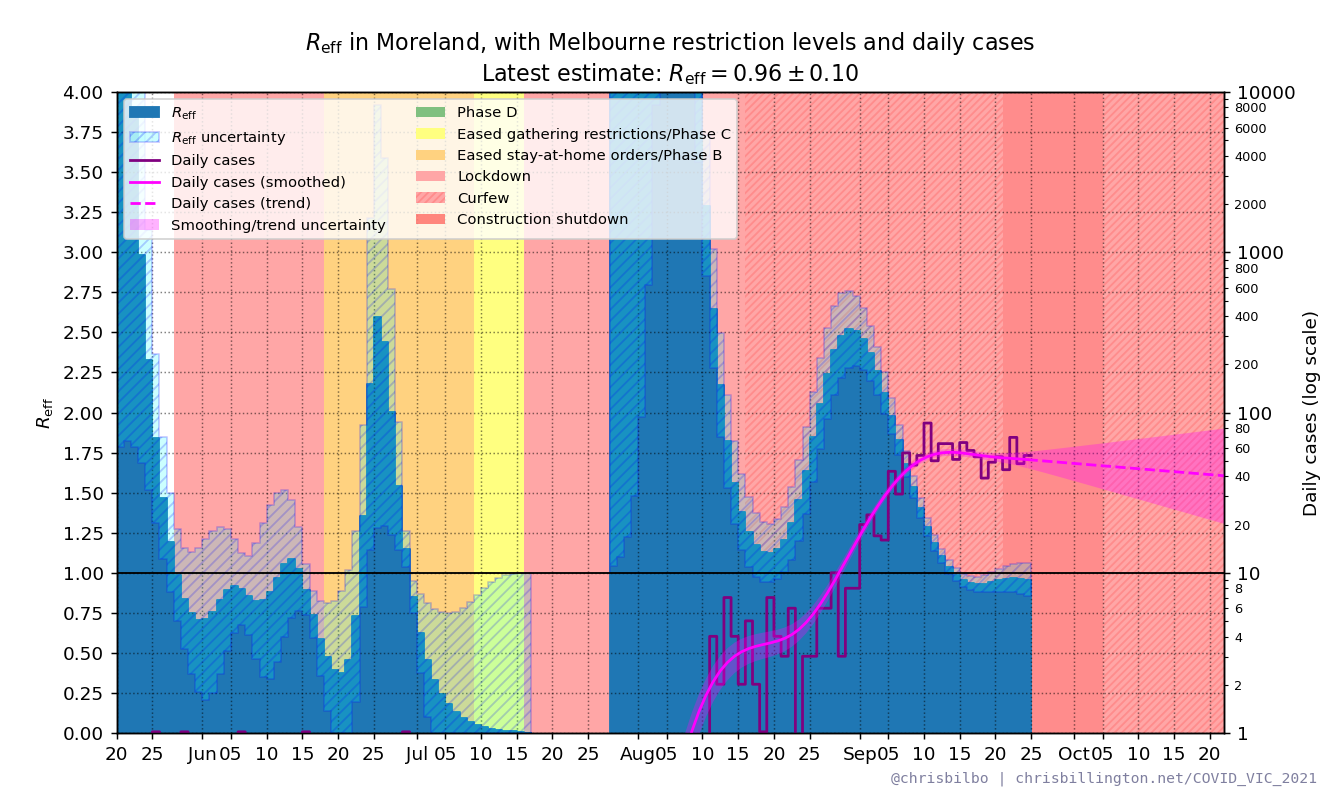 Reff in Moreland, with Melbourne restriction levels and daily cases
Latest estimate: Reff = 0.96 ± 0.10
Reff
Reff uncertainty
Daily cases
Daily cases (smoothed)
Daily cases (trend)
Smoothing/trend uncertainty
Phase D
Eased gathering restrictions/Phase C
Eased stay-at-home orders/Phase B
Lockdown
Curfew
Construction shutdown
Reff
4.00
3.75
3.50
3.25
3.00
2.75
2.50
2.25
2.00
1.75
1.50
1.25
1.00
0.75
0.50
0.25
0.00
10000
8000
6000
4000
2000
1000
800
600
400
200
100
80
60
40
20
10
8
6
4
2
1
Daily cases (log scale)
20 25 Jun 05 10 15 20 25 Jul 05 10 15 20 25 Aug 05 10 15 20 25 Sep 05 10 15 20 25 Oct 05 10 15 20
@chrisbilbo | chrisbillington.net/COVID_VIC_2021